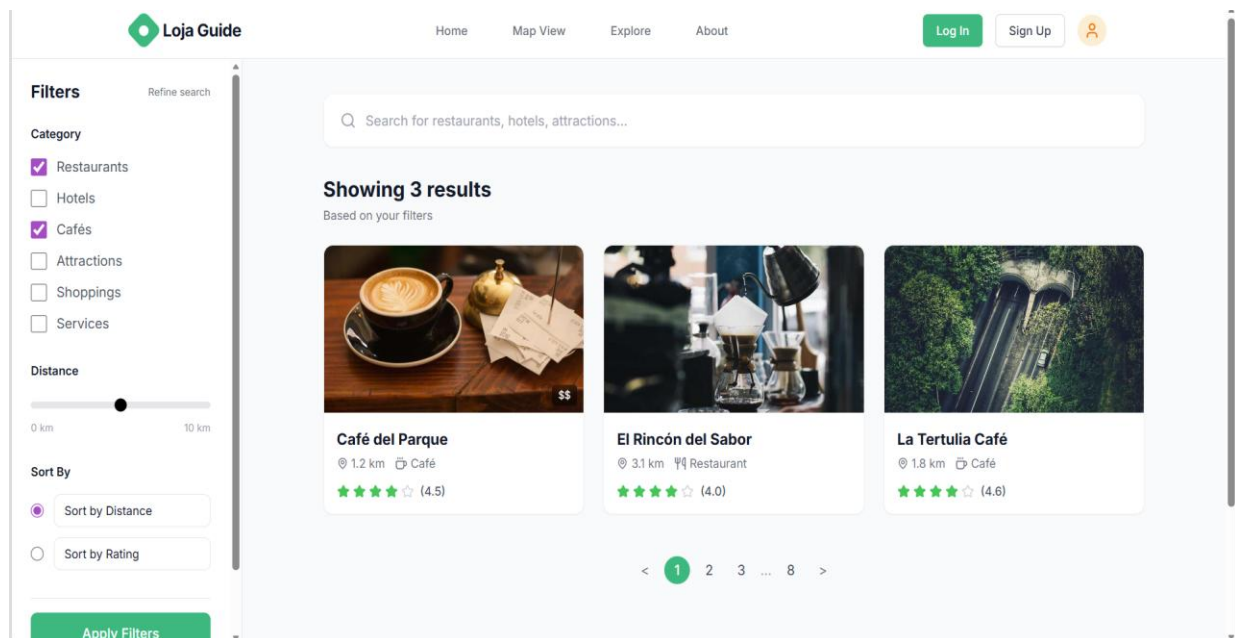 Loja Guide
Home Map View Explore About
Log In Sign Up
Filters Refine search
Category
Restaurants
Hotels
Cafés
Attractions
Shoppings
Services
Distance
0 km 10 km
Sort By
Sort by Distance
Sort by Rating
Apply Filters
Search for restaurants, hotels, attractions...
Showing 3 results
Based on your filters
$$
Café del Parque
1.2 km Café
(4.5)
El Rincón del Sabor
3.1 km Restaurant
(4.0)
La Tertulia Café
1.8 km Café
(4.6)
< 1 2 3 ... 8 >